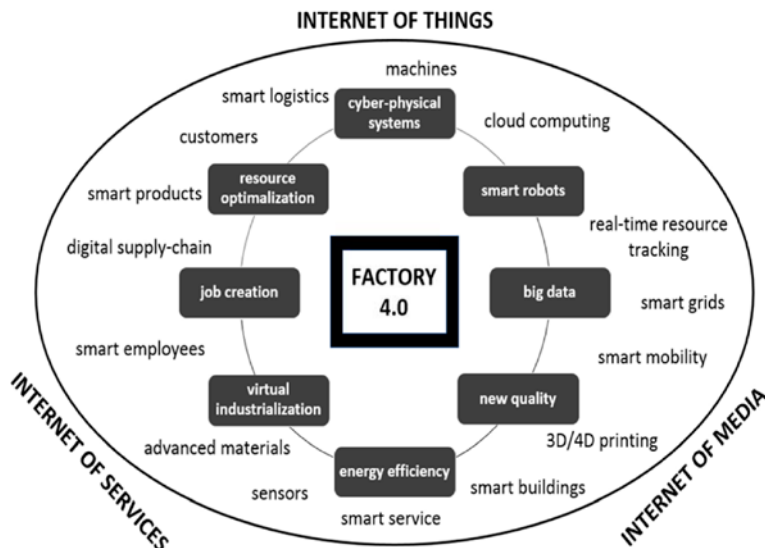 INTERNET OF THINGS
machines
smart logistics
cyber-physical
systems
cloud computing
customers
resource
optimalization
smart robots
smart products
real-time resource
tracking
digital supply-chain
FACTORY
4.0
job creation
big data
smart grids
smart employees
smart mobility
virtual
industrialization
new quality
advanced materials
3D/4D printing
energy efficiency
sensors
smart buildings
smart service
INTERNET OF SERVICES
INTERNET OF MEDIA